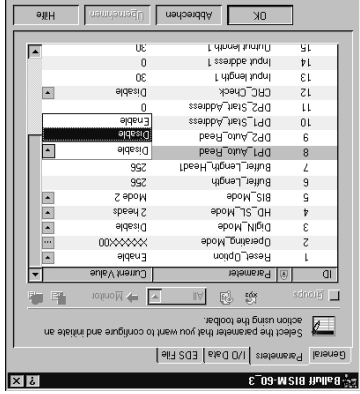 Balluff BIS M-60_3
General Parameters I/O Data EDS File
Select the parameter that you want to configure and initiate an
action using the toolbar.
Groups All Monitor
ID Parameter Current Value
1 Reset_Option Enable
2 Operating_Mode 00XXXXXX
3 DigIN_Mode Disable
4 HD_SL_Mode 2 heads
5 BIS_Mode Mode 2
6 Buffer_Length 256
7 Buffer_Length_Head1 256
8 DP1_Auto_Read Disable
9 DP2_Auto_Read Disable
Enable
10 DP1_Start_Address
11 DP2_Start_Address 0
12 CRC_Check Disable
13 Input length 1 30
14 Input address 1 0
15 Output length 1 30
OK Abbrechen Übernehmen Hilfe